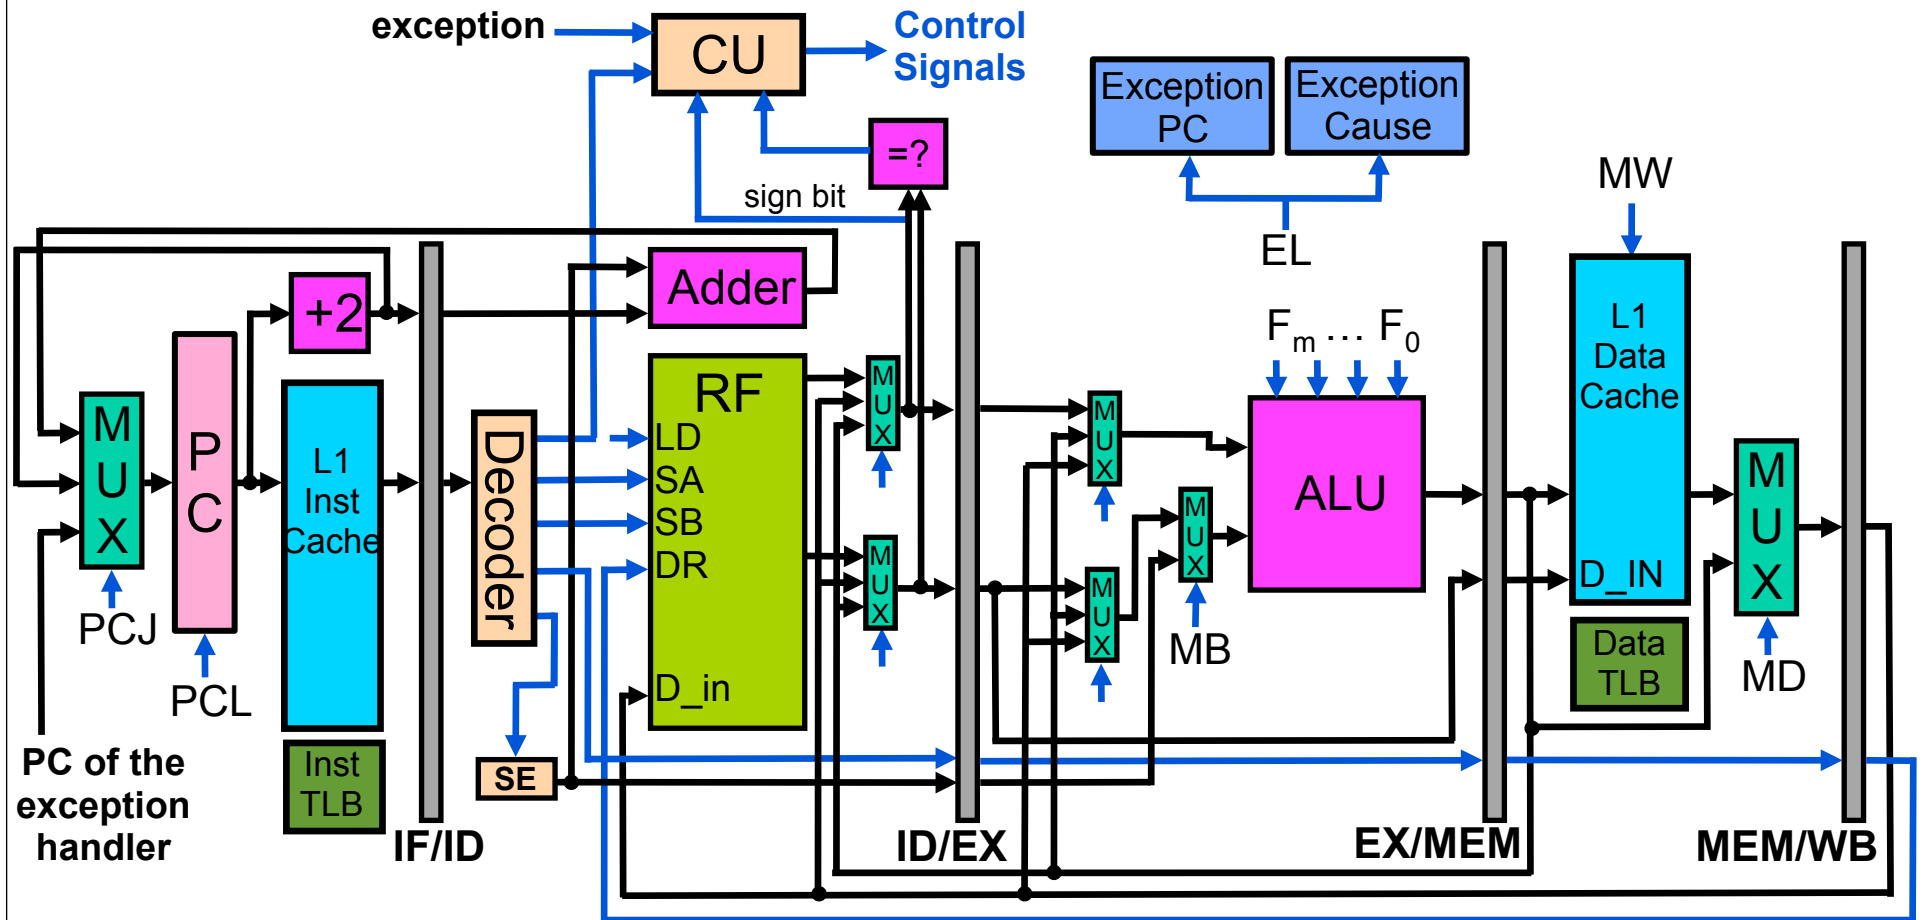 exception
CU
Control
Signals
Exception
PC
Exception
Cause
=?
sign bit
MW
EL
+2
Adder
F_m … F_0
L1
Data
Cache
D_IN
M
U
X
P
C
L1
Inst
Cache
Decoder
RF
LD
SA
SB
DR
D_in
M
U
X
M
U
X
M
U
X
M
U
X
M
U
X
ALU
M
U
X
PCJ
PCL
MB
Data
TLB
MD
PC of the
exception
handler
Inst
TLB
SE
IF/ID
ID/EX
EX/MEM
MEM/WB